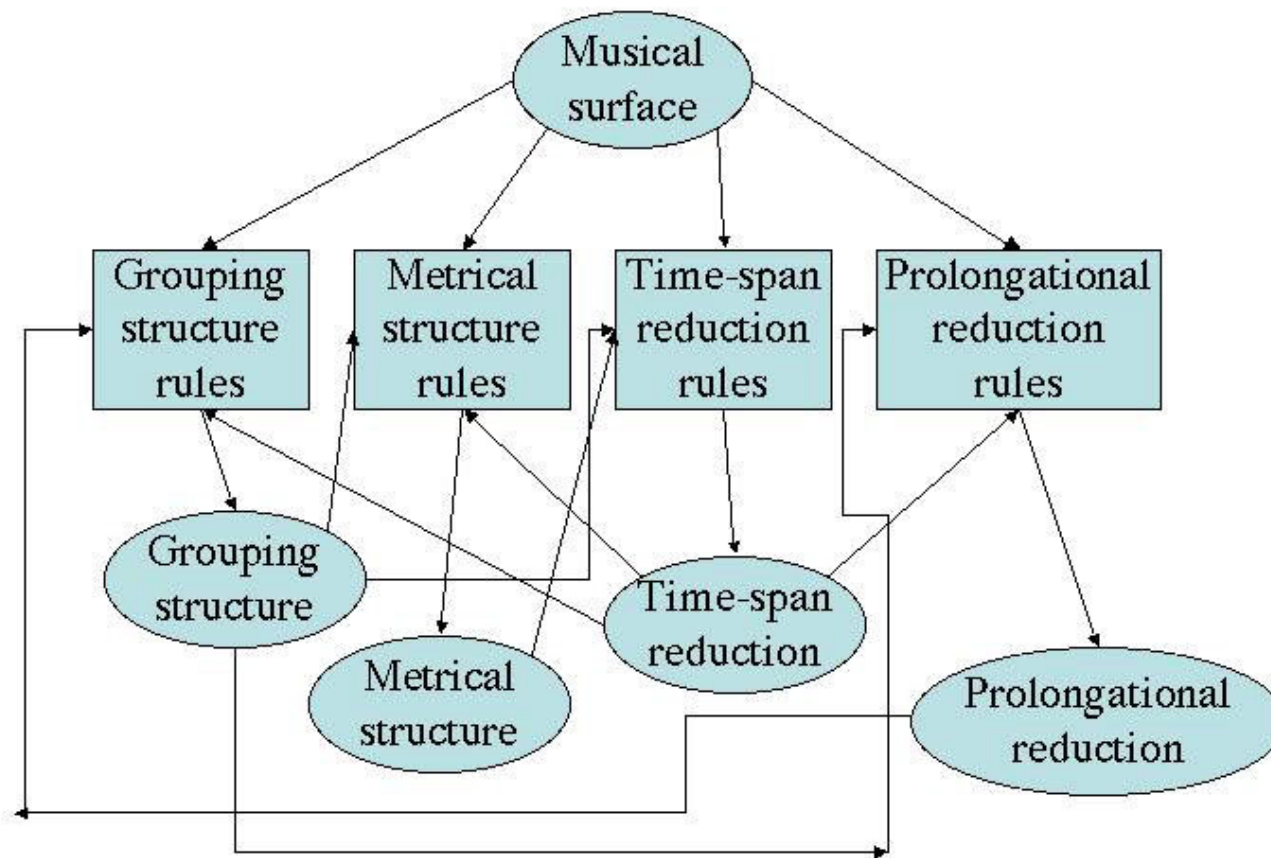 Musical
surface
Grouping
structure
rules
Metrical
structure
rules
Time-span
reduction
rules
Prolongational
reduction
rules
Grouping
structure
Metrical
structure
Time-span
reduction
Prolongational
reduction